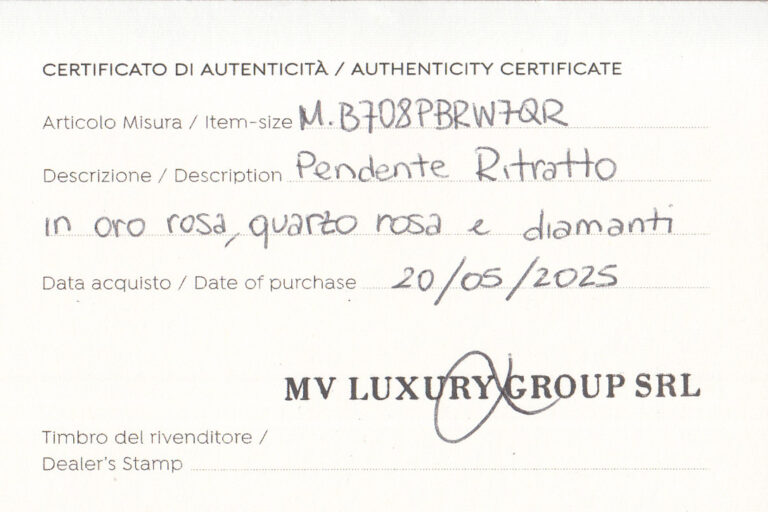 CERTIFICATO DI AUTENTICITÀ / AUTHENTICITY CERTIFICATE
Articolo Misura / Item-size M.B708PBRW7QR
Descrizione / Description Pendente Ritratto
in oro rosa, quarzo rosa e diamanti
Data acquisto / Date of purchase 20/05/2025
MV LUXURY GROUP SRL
Timbro del rivenditore /
Dealer's Stamp